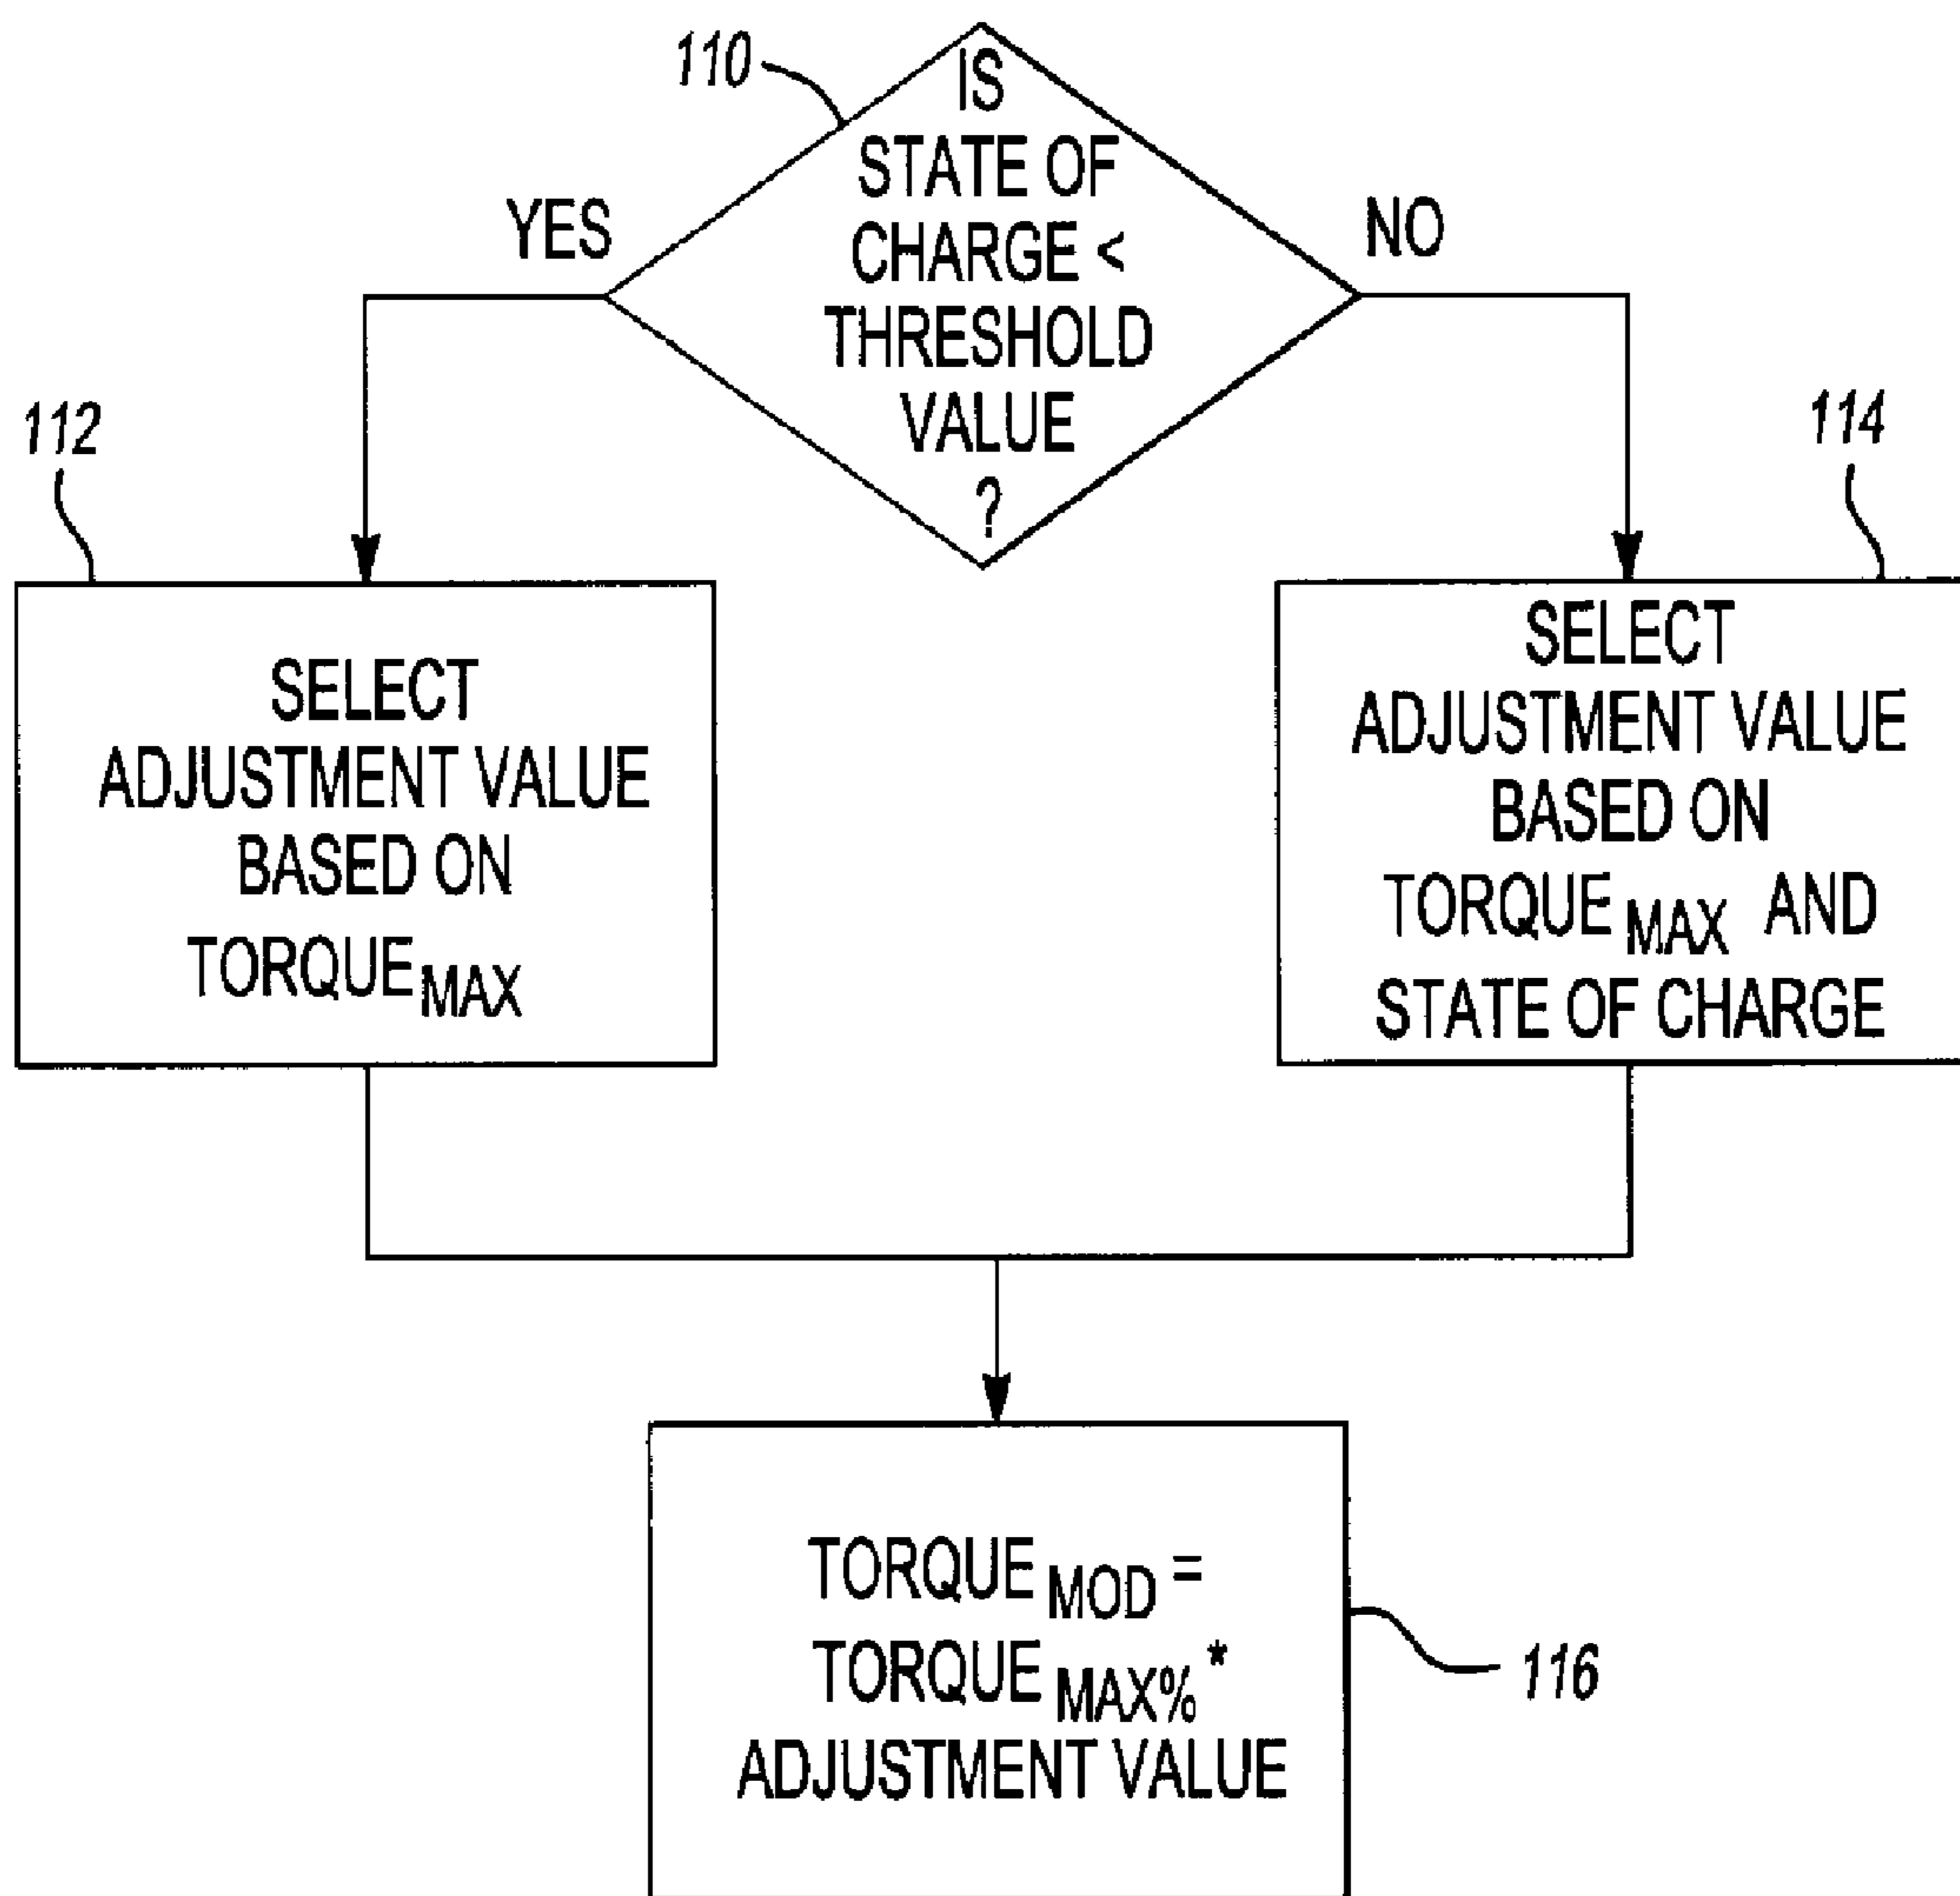 110
IS
STATE OF
CHARGE <
THRESHOLD
VALUE
?
YES
NO
112
114
SELECT
ADJUSTMENT VALUE
BASED ON
TORQUE MAX
SELECT
ADJUSTMENT VALUE
BASED ON
TORQUE MAX AND
STATE OF CHARGE
TORQUE MOD =
TORQUE MAX% *
ADJUSTMENT VALUE
116